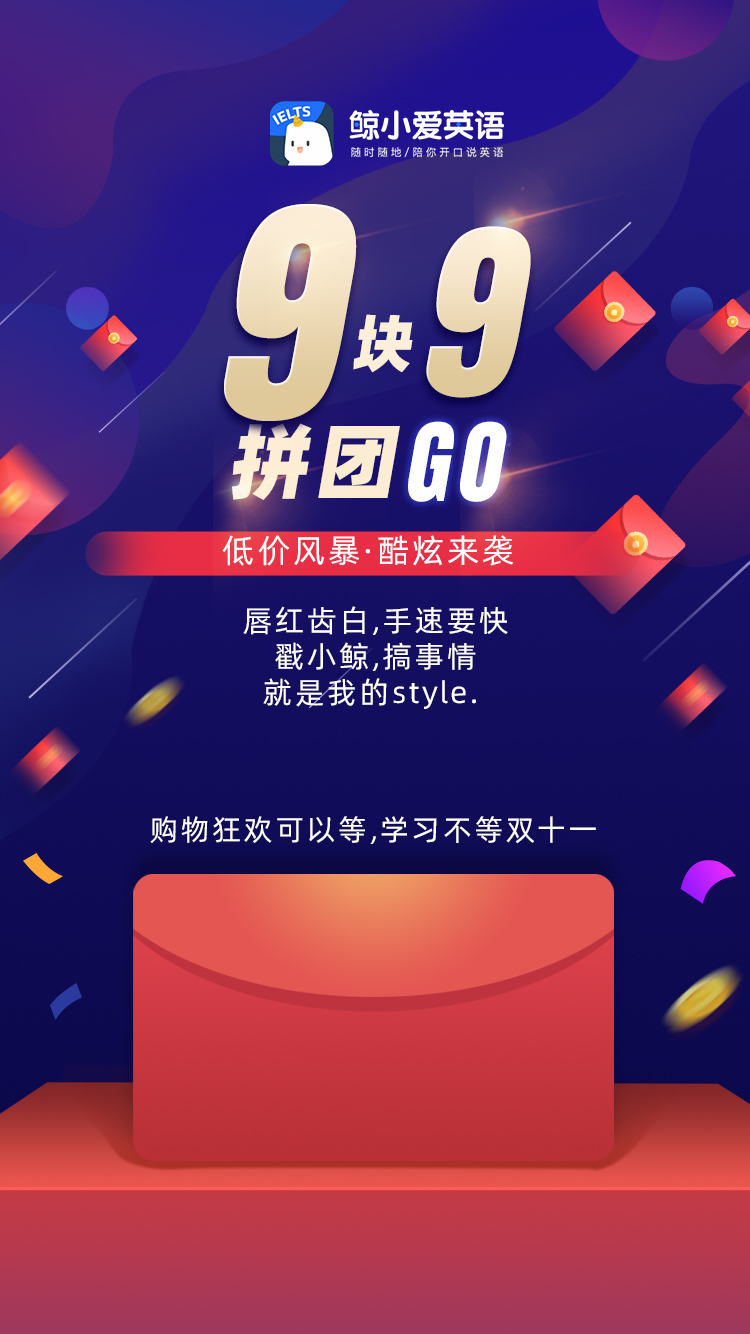 IELTS
鲸小爱英语
随时随地/陪你开口说英语
9块9
拼团GO
低价风暴·酷炫来袭
唇红齿白,手速要快
戳小鲸,搞事情
就是我的style.
购物狂欢可以等,学习不等双十一